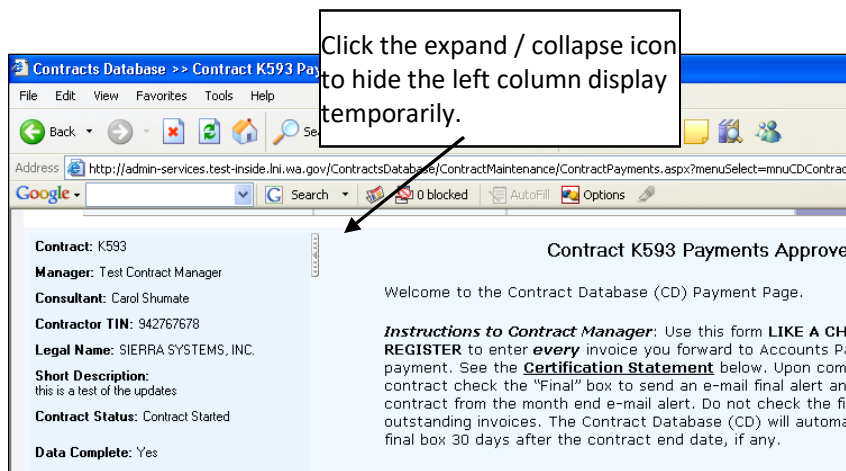 Click the expand / collapse icon
to hide the left column display
temporarily.
Contracts Database >> Contract K593 Pay
File Edit View Favorites Tools Help
Back
Address http://admin-services.test-inside.lni.wa.gov/ContractsDatabase/ContractMaintenance/ContractPayments.aspx?menuSelect=mnuCDContrac
Google Search 0 blocked AutoFill Options
Contract: K593
Manager: Test Contract Manager
Consultant: Carol Shumate
Contractor TIN: 942767678
Legal Name: SIERRA SYSTEMS, INC.
Short Description:
this is a test of the updates
Contract Status: Contract Started
Data Complete: Yes
Contract K593 Payments Approve
Welcome to the Contract Database (CD) Payment Page.
Instructions to Contract Manager: Use this form LIKE A CH
REGISTER to enter every invoice you forward to Accounts Pa
payment. See the Certification Statement below. Upon com
contract check the "Final" box to send an e-mail final alert an
contract from the month end e-mail alert. Do not check the fi
outstanding invoices. The Contract Database (CD) will automa
final box 30 days after the contract end date, if any.